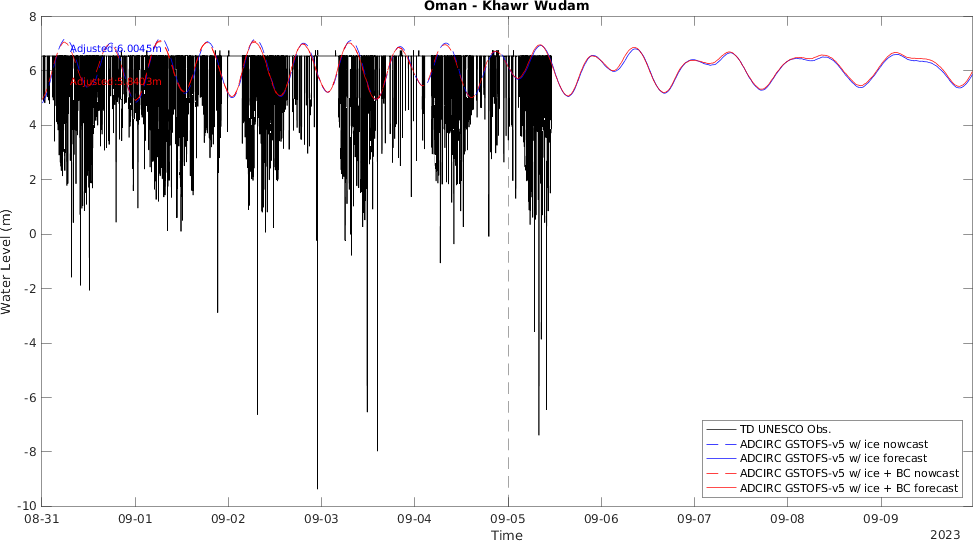 Oman - Khawr Wudam
8
6
4
2
0
-2
-4
-6
-8
-10
Water Level (m)
Adjusted:6.0045m
08-31
09-01
09-02
09-03
09-04
09-05
09-06
09-07
09-08
09-09
Time
2023
TD UNESCO Obs.
ADCIRC GSTOFS-v5 w/ ice nowcast
ADCIRC GSTOFS-v5 w/ ice forecast
ADCIRC GSTOFS-v5 w/ ice + BC nowcast
ADCIRC GSTOFS-v5 w/ ice + BC forecast